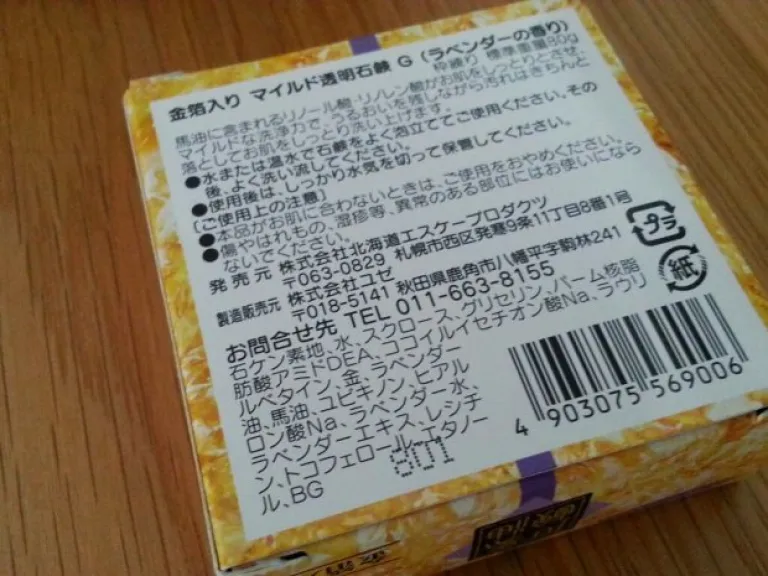 金箔入り マイルド透明石鹸 G (ラベンダーの香り)
枠練り 標準重量80g
馬油に含まれるリノール酸・リノレン酸がお肌をしっとりとさせ、
マイルドな洗浄力で、うるおいを残しながら汚れはきちんと
落としてお肌をしっとり洗い上げます。
●水または温水で石鹸をよく泡立ててご使用ください。その
後、よく洗い流してください。
●使用後は、しっかり水気を切って保管してください。
〔ご使用上の注意〕
●本品がお肌に合わないときは、ご使用をおやめください。
●傷やはれもの、湿疹等、異常のある部位にはお使いになら
ないでください。
発売元 株式会社北海道エスケープロダクツ
〒063-0829 札幌市西区発寒9条11丁目8番1号
製造販売元 株式会社ユゼ
〒018-5141 秋田県鹿角市八幡平字駒林241
お問合せ先 TEL 011-663-8155
石ケン素地、水、スクロース、グリセリン、パーム核脂
肪酸アミドDEA、ココイルイセチオン酸Na、ラウリ
ルベタイン、金、ラベンダー
油、馬油、ユビキノン、ヒアル
ロン酸Na、ラベンダー水、
ラベンダーエキス、レシチ
ン、トコフェロール、エタノー
ル、BG
801
プラ
紙
4 903075 569006